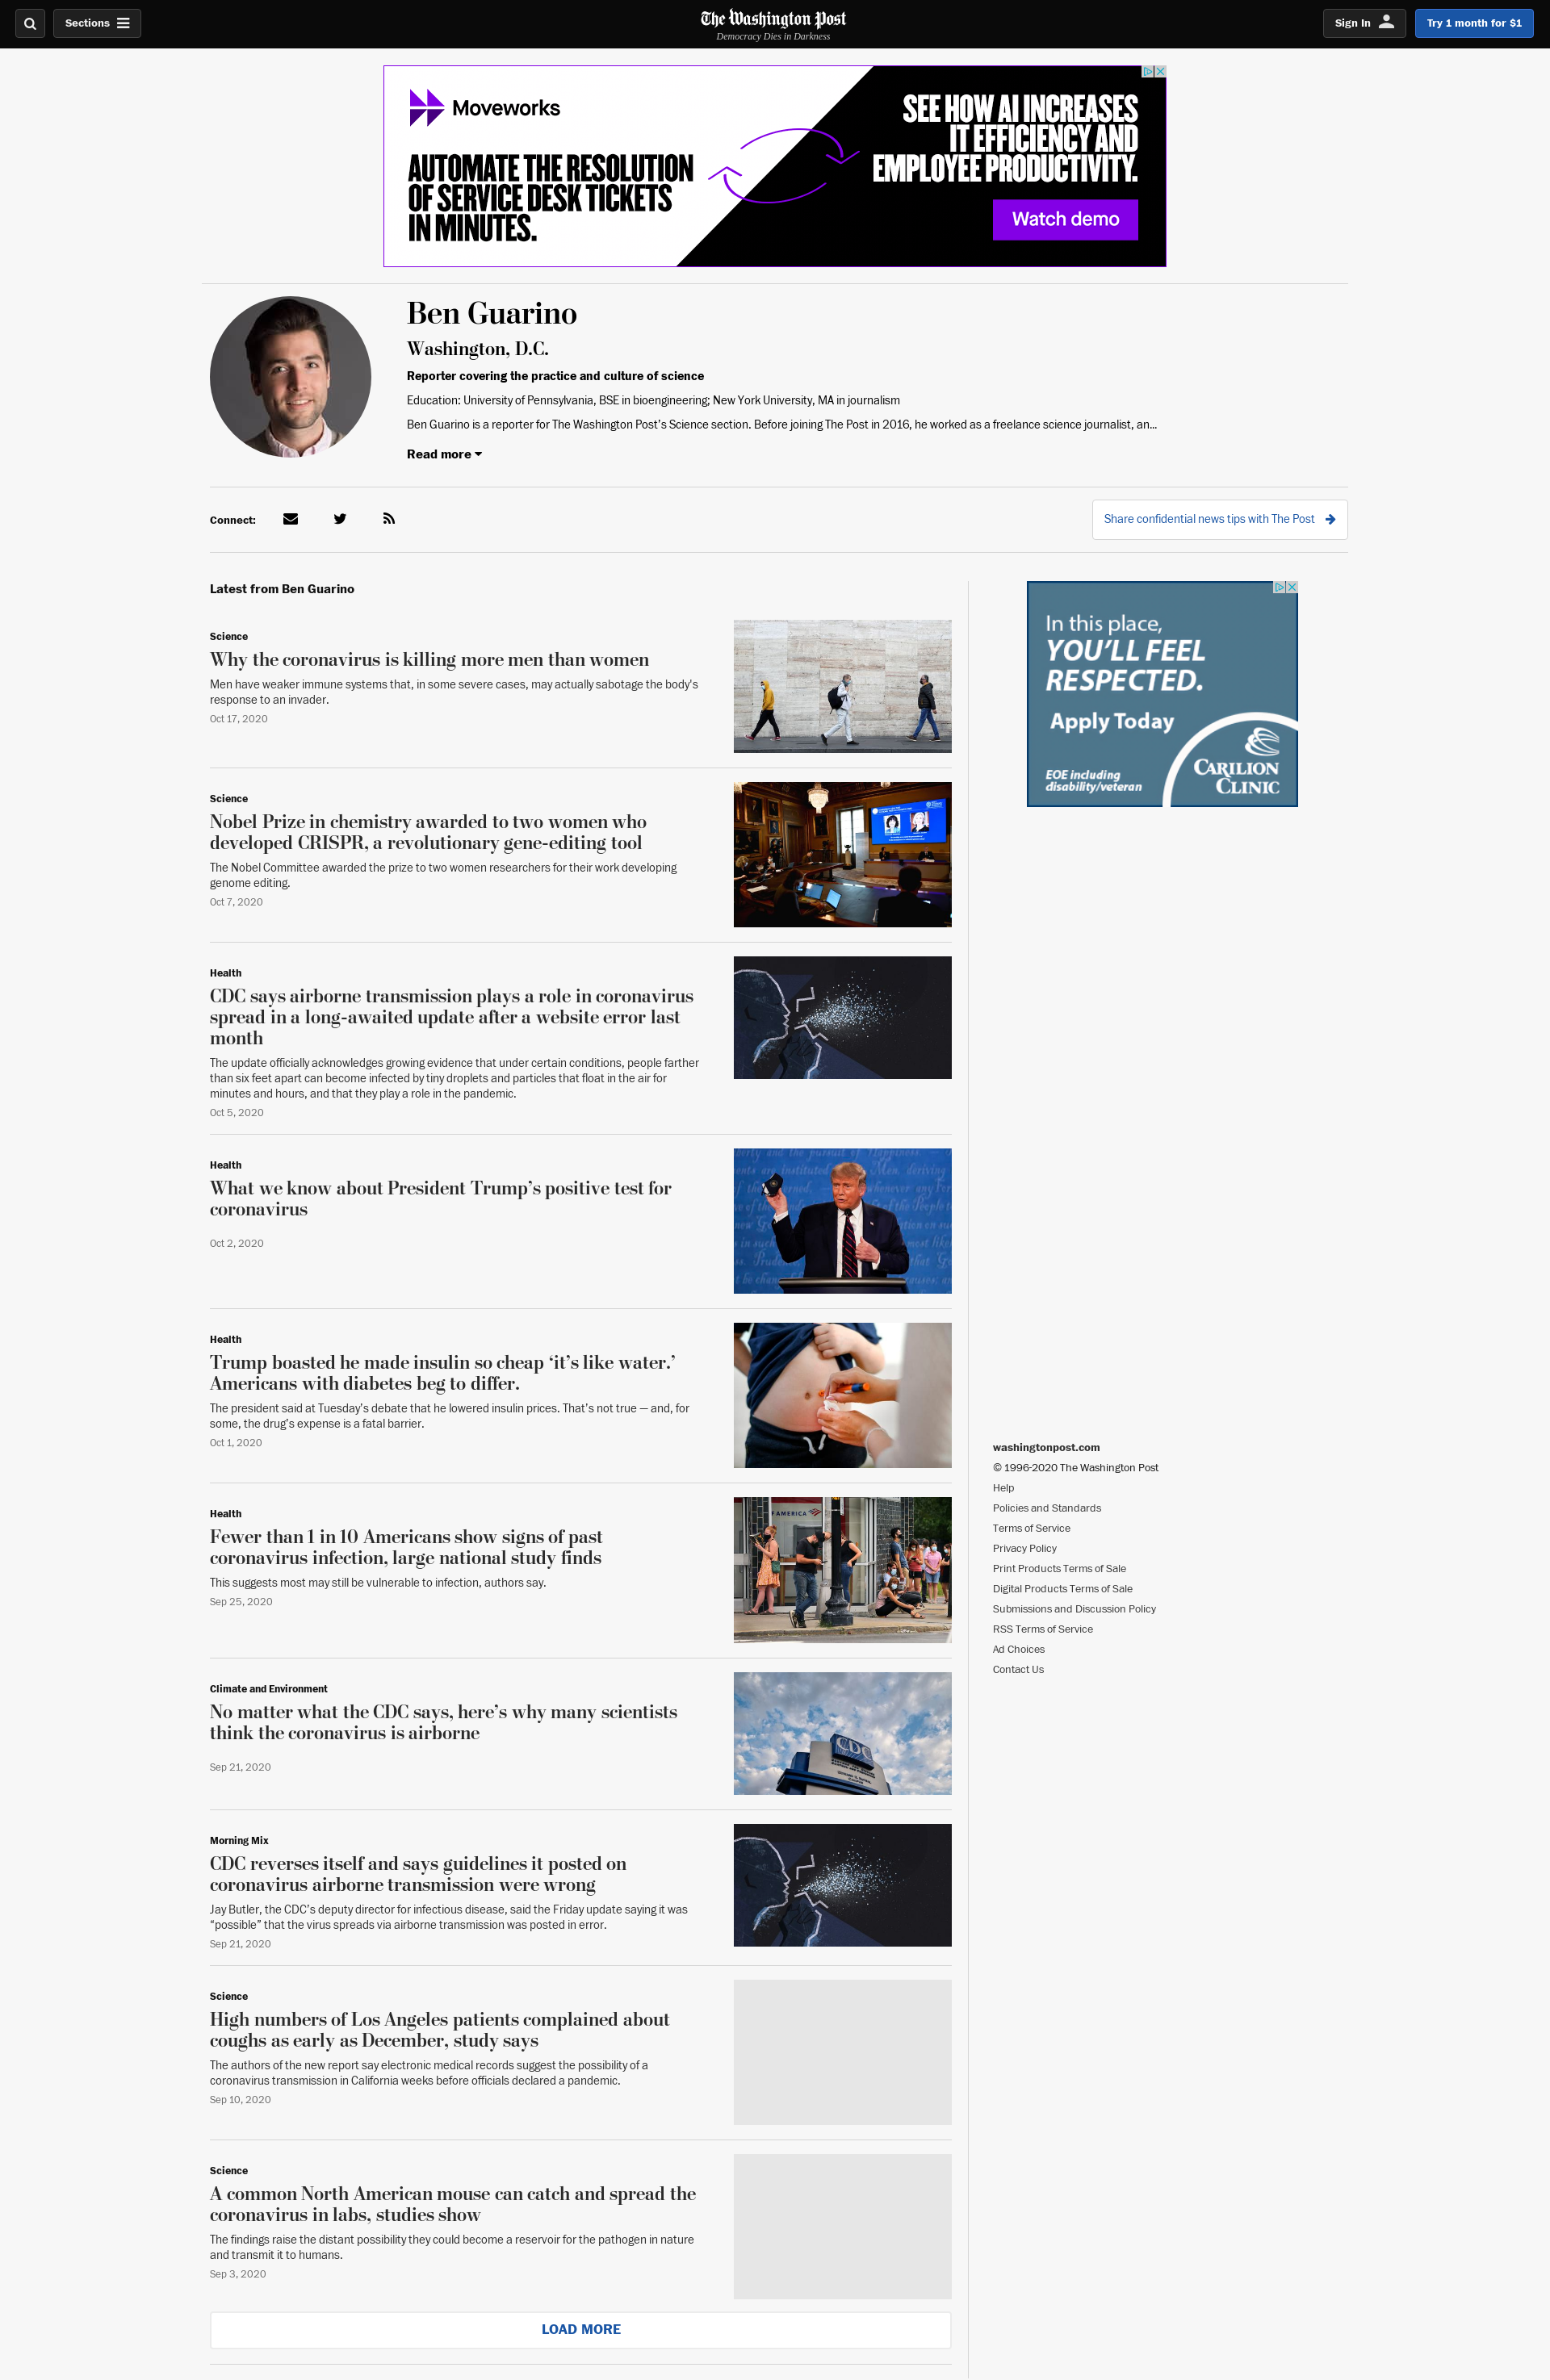 Sections
The Washington Post
Democracy Dies in Darkness
Sign In
Try 1 month for $1
Moveworks
AUTOMATE THE RESOLUTION
OF SERVICE DESK TICKETS
IN MINUTES.
SEE HOW AI INCREASES
IT EFFICIENCY AND
EMPLOYEE PRODUCTIVITY.
Watch demo
Ben Guarino
Washington, D.C.
Reporter covering the practice and culture of science
Education: University of Pennsylvania, BSE in bioengineering; New York University, MA in journalism
Ben Guarino is a reporter for The Washington Post’s Science section. Before joining The Post in 2016, he worked as a freelance science journalist, an...
Read more
Connect:
Share confidential news tips with The Post
Latest from Ben Guarino
Science
Why the coronavirus is killing more men than women
Men have weaker immune systems that, in some severe cases, may actually sabotage the body’s
response to an invader.
Oct 17, 2020
Science
Nobel Prize in chemistry awarded to two women who
developed CRISPR, a revolutionary gene-editing tool
The Nobel Committee awarded the prize to two women researchers for their work developing
genome editing.
Oct 7, 2020
Health
CDC says airborne transmission plays a role in coronavirus
spread in a long-awaited update after a website error last
month
The update officially acknowledges growing evidence that under certain conditions, people farther
than six feet apart can become infected by tiny droplets and particles that float in the air for
minutes and hours, and that they play a role in the pandemic.
Oct 5, 2020
Health
What we know about President Trump’s positive test for
coronavirus
Oct 2, 2020
Health
Trump boasted he made insulin so cheap ‘it’s like water.’
Americans with diabetes beg to differ.
The president said at Tuesday’s debate that he lowered insulin prices. That’s not true — and, for
some, the drug’s expense is a fatal barrier.
Oct 1, 2020
Health
Fewer than 1 in 10 Americans show signs of past
coronavirus infection, large national study finds
This suggests most may still be vulnerable to infection, authors say.
Sep 25, 2020
Climate and Environment
No matter what the CDC says, here’s why many scientists
think the coronavirus is airborne
Sep 21, 2020
CDC
Morning Mix
CDC reverses itself and says guidelines it posted on
coronavirus airborne transmission were wrong
Jay Butler, the CDC’s deputy director for infectious disease, said the Friday update saying it was
“possible” that the virus spreads via airborne transmission was posted in error.
Sep 21, 2020
Science
High numbers of Los Angeles patients complained about
coughs as early as December, study says
The authors of the new report say electronic medical records suggest the possibility of a
coronavirus transmission in California weeks before officials declared a pandemic.
Sep 10, 2020
Science
A common North American mouse can catch and spread the
coronavirus in labs, studies show
The findings raise the distant possibility they could become a reservoir for the pathogen in nature
and transmit it to humans.
Sep 3, 2020
LOAD MORE
In this place,
YOU’LL FEEL
RESPECTED.
Apply Today
EOE including
disability/veteran
CARILION
CLINIC
washingtonpost.com
© 1996-2020 The Washington Post
Help
Policies and Standards
Terms of Service
Privacy Policy
Print Products Terms of Sale
Digital Products Terms of Sale
Submissions and Discussion Policy
RSS Terms of Service
Ad Choices
Contact Us